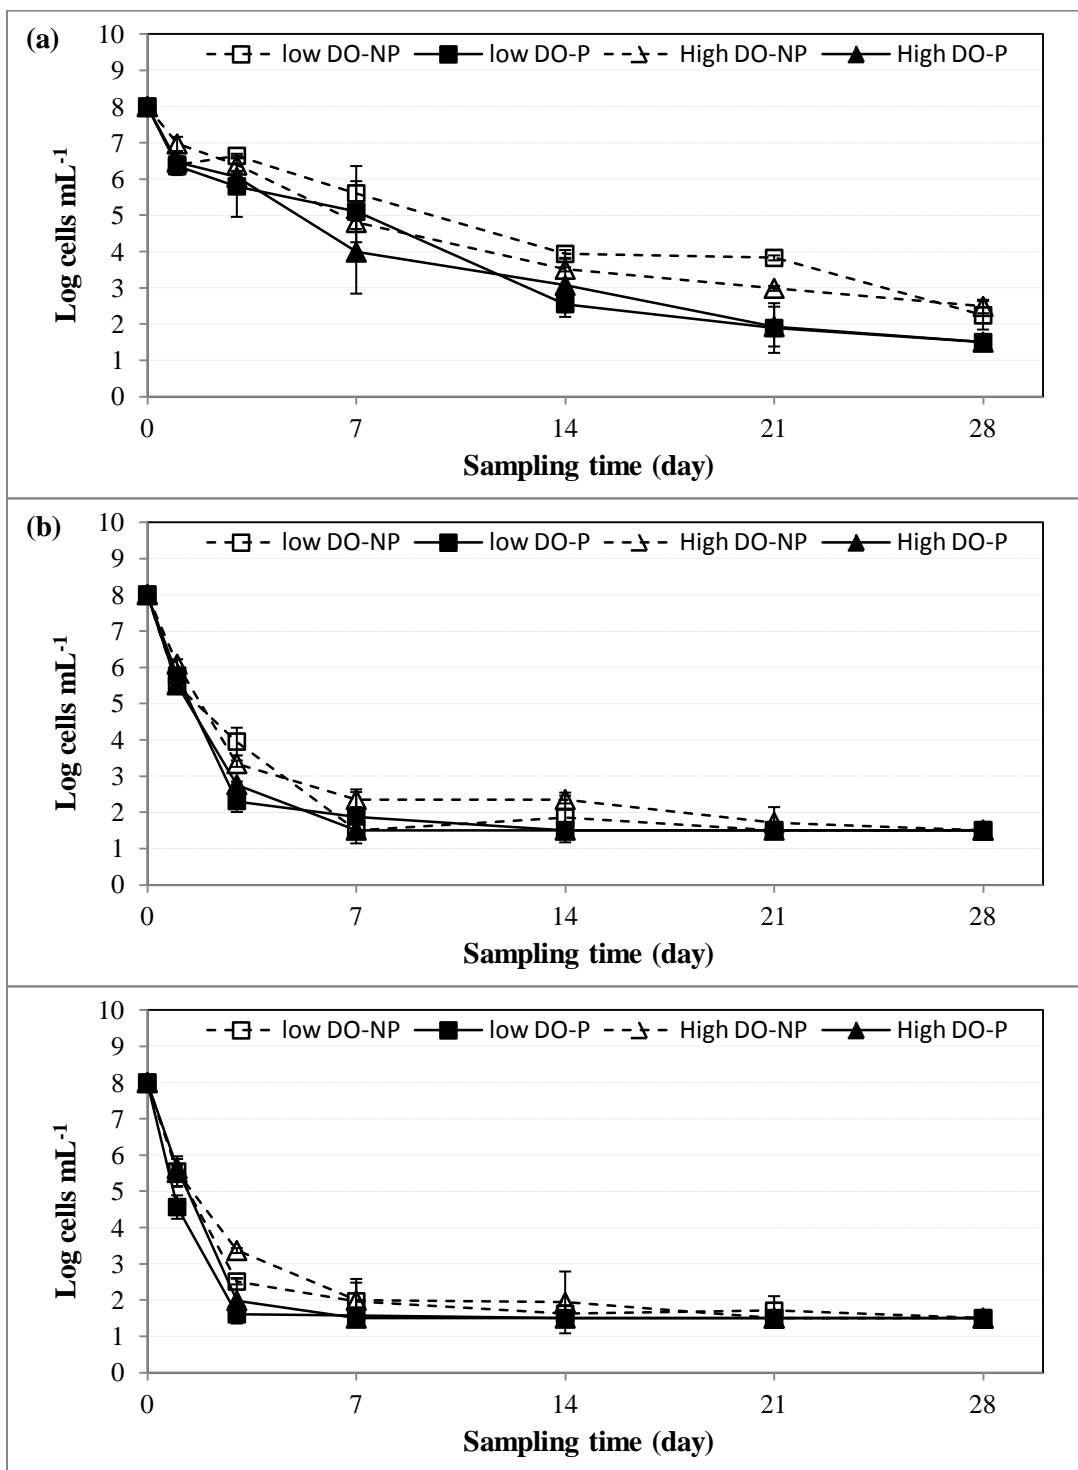 (a)
low DO-NP low DO-P High DO-NP High DO-P
10
9
8
7
6
5
4
3
2
1
0
Log cells mL⁻¹
0 7 14 21 28
Sampling time (day)
(b)
low DO-NP low DO-P High DO-NP High DO-P
10
9
8
7
6
5
4
3
2
1
0
Log cells mL⁻¹
0 7 14 21 28
Sampling time (day)
low DO-NP low DO-P High DO-NP High DO-P
10
9
8
7
6
5
4
3
2
1
0
Log cells mL⁻¹
0 7 14 21 28
Sampling time (day)